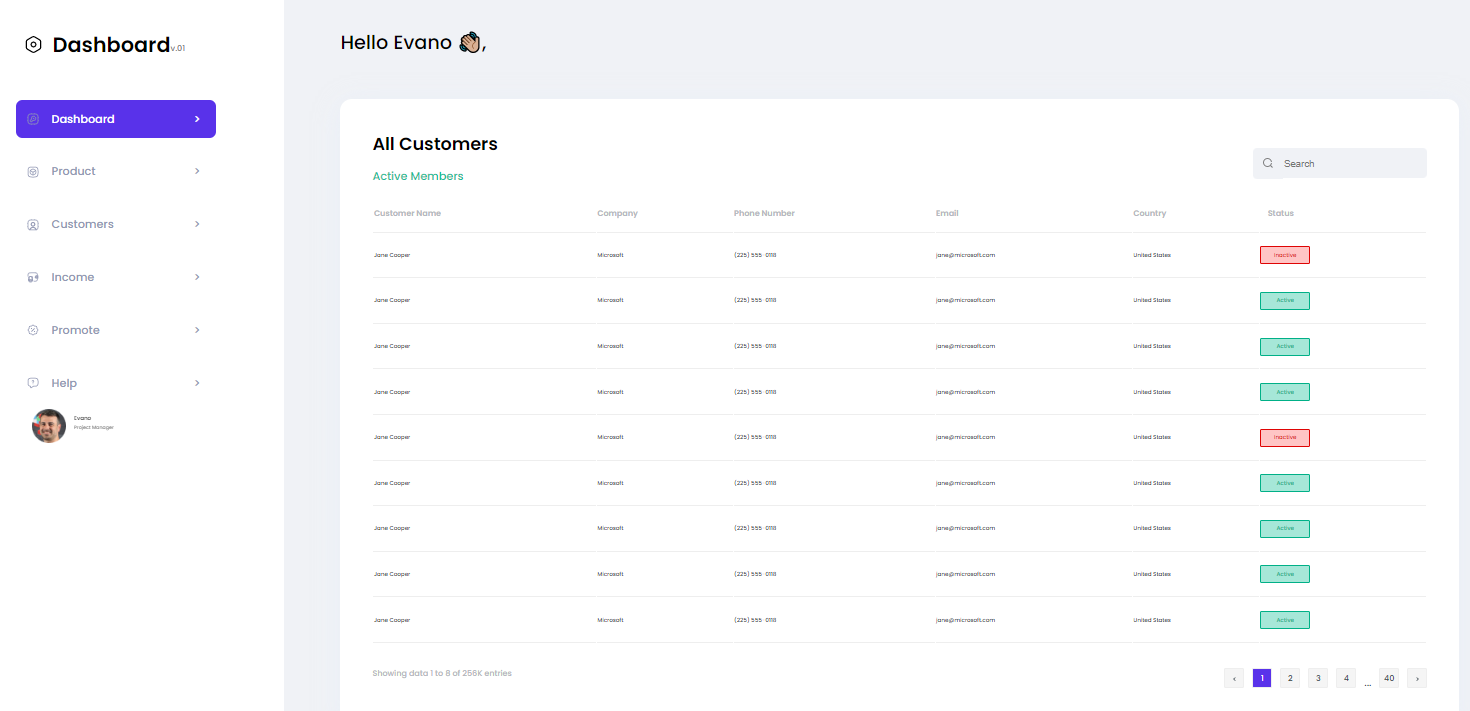 Dashboard v.01
Hello Evano 👋🏽,
Dashboard
Product
Customers
Income
Promote
Help
Evano
Project Manager
All Customers
Active Members
Search
Customer Name Company Phone Number Email Country Status
Jane Cooper Microsoft (225) 555-0118 jane@microsoft.com United States Inactive
Jane Cooper Microsoft (225) 555-0118 jane@microsoft.com United States Active
Jane Cooper Microsoft (225) 555-0118 jane@microsoft.com United States Active
Jane Cooper Microsoft (225) 555-0118 jane@microsoft.com United States Active
Jane Cooper Microsoft (225) 555-0118 jane@microsoft.com United States Inactive
Jane Cooper Microsoft (225) 555-0118 jane@microsoft.com United States Active
Jane Cooper Microsoft (225) 555-0118 jane@microsoft.com United States Active
Jane Cooper Microsoft (225) 555-0118 jane@microsoft.com United States Active
Jane Cooper Microsoft (225) 555-0118 jane@microsoft.com United States Active
Showing data 1 to 8 of 256K entries
‹ 1 2 3 4 ... 40 ›